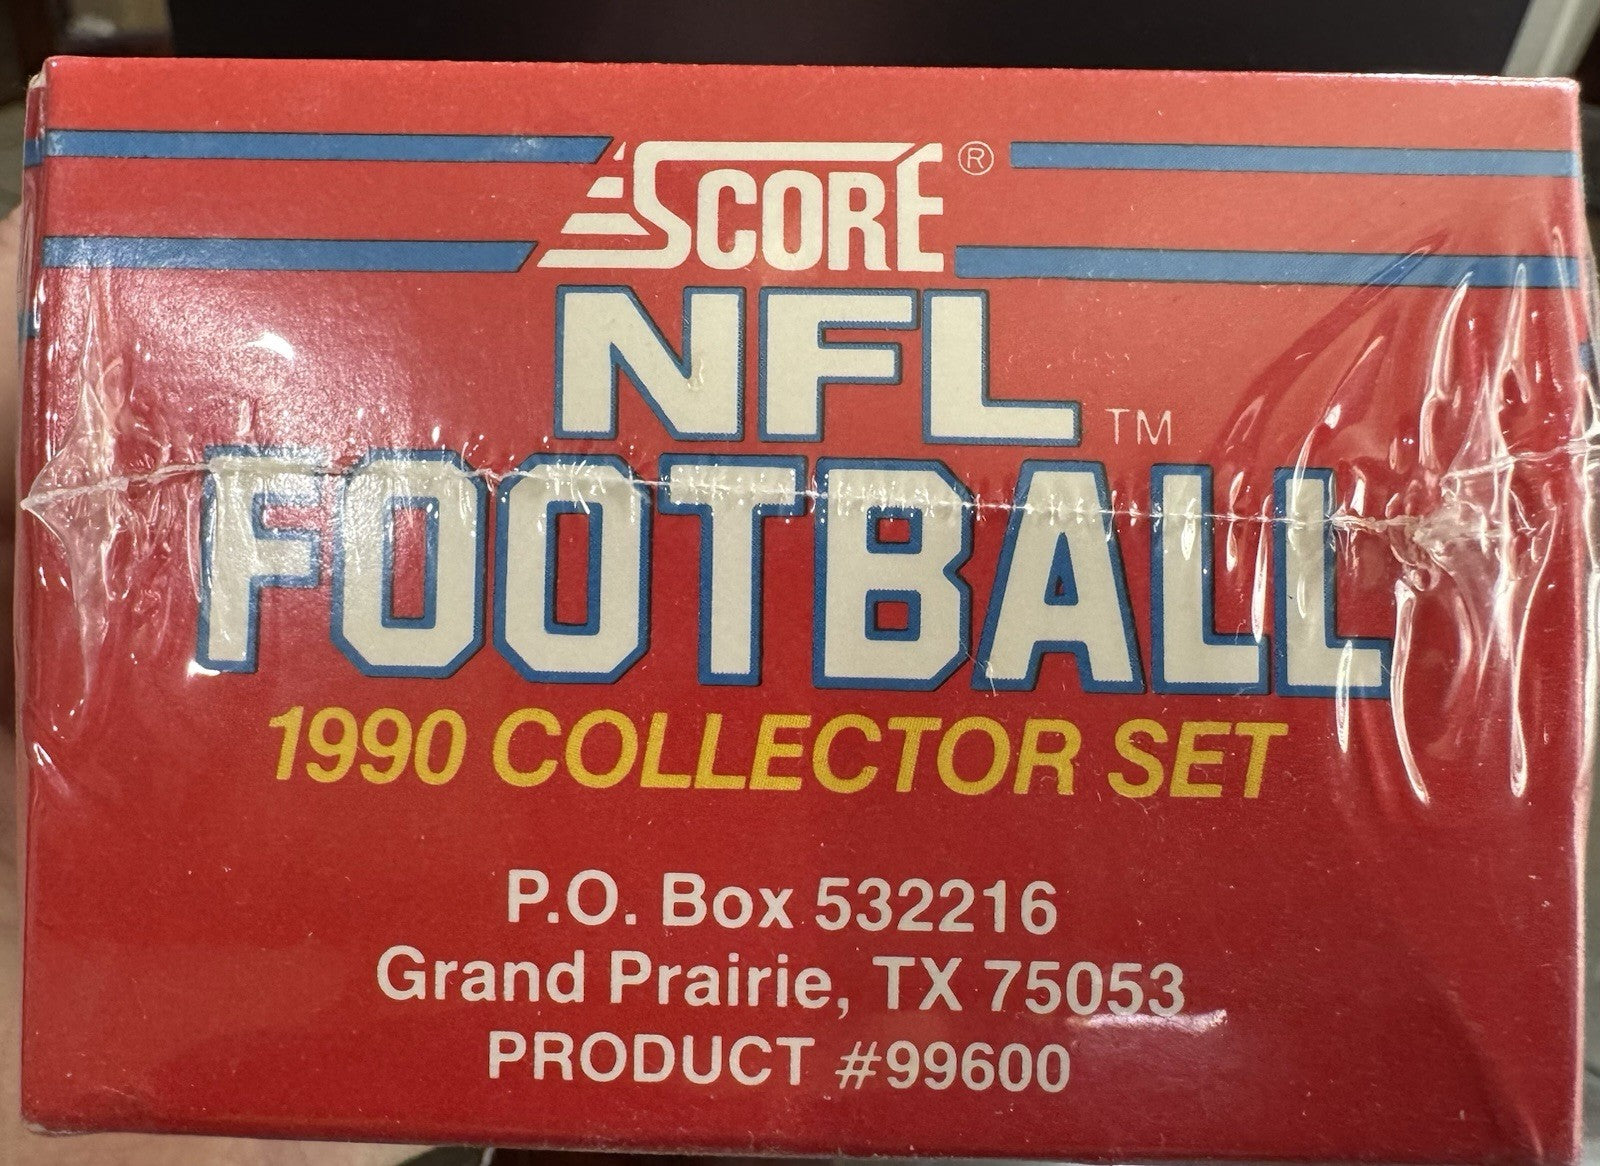 SCORE®
NFL™
FOOTBALL
1990 COLLECTOR SET
P.O. Box 532216
Grand Prairie, TX 75053
PRODUCT #99600